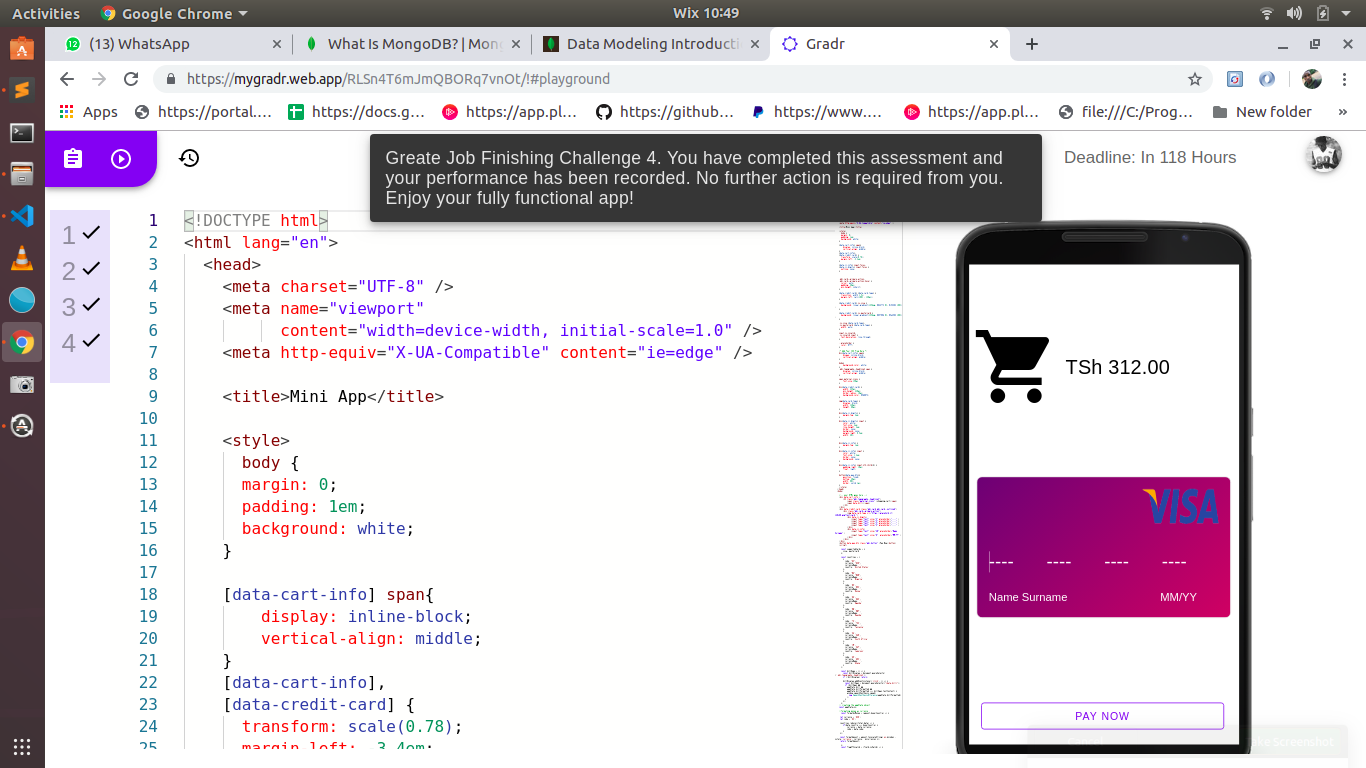 Activities
Google Chrome
Wix 10:49
(13) WhatsApp
What Is MongoDB? | Mon
Data Modeling Introducti
Gradr
https://mygradr.web.app/RLSn4T6mJmQBORq7vnOt/!#playground
Apps
https://portal....
https://docs.g...
https://app.pl...
https://github...
https://www....
https://app.pl...
file:///C:/Prog...
New folder
»
Greate Job Finishing Challenge 4. You have completed this assessment and
your performance has been recorded. No further action is required from you.
Enjoy your fully functional app!
Deadline: In 118 Hours
1
2
3
4
1 <!DOCTYPE html>
2 <html lang="en">
3 <head>
4 <meta charset="UTF-8" />
5 <meta name="viewport"
6 content="width=device-width, initial-scale=1.0" />
7 <meta http-equiv="X-UA-Compatible" content="ie=edge" />
8
9 <title>Mini App</title>
10
11 <style>
12 body {
13 margin: 0;
14 padding: 1em;
15 background: white;
16 }
17
18 [data-cart-info] span{
19 display: inline-block;
20 vertical-align: middle;
21 }
22 [data-cart-info],
23 [data-credit-card] {
24 transform: scale(0.78);
25 margin-left: -3.4em;
TSh 312.00
VISA
---- ---- ---- ----
Name Surname
MM/YY
PAY NOW
Cancel
Take Screenshot